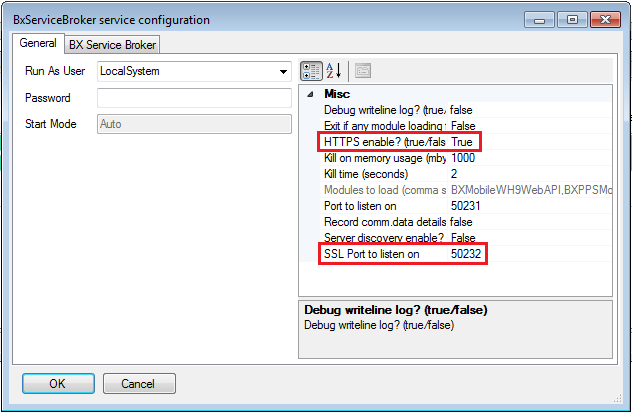 BxServiceBroker service configuration
General BX Service Broker
Run As User LocalSystem
Password
Start Mode Auto
Misc
Debug writeline log? (true/ false
Exit if any module loading False
HTTPS enable? (true/fals True
Kill on memory usage (mby 1000
Kill time (seconds) 2
Modules to load (comma s BXMobileWH9WebAPI,BXPPSMo
Port to listen on 50231
Record comm.data details false
Server discovery enable? False
SSL Port to listen on 50232
Debug writeline log? (true/false)
Debug writeline log? (true/false)
OK Cancel